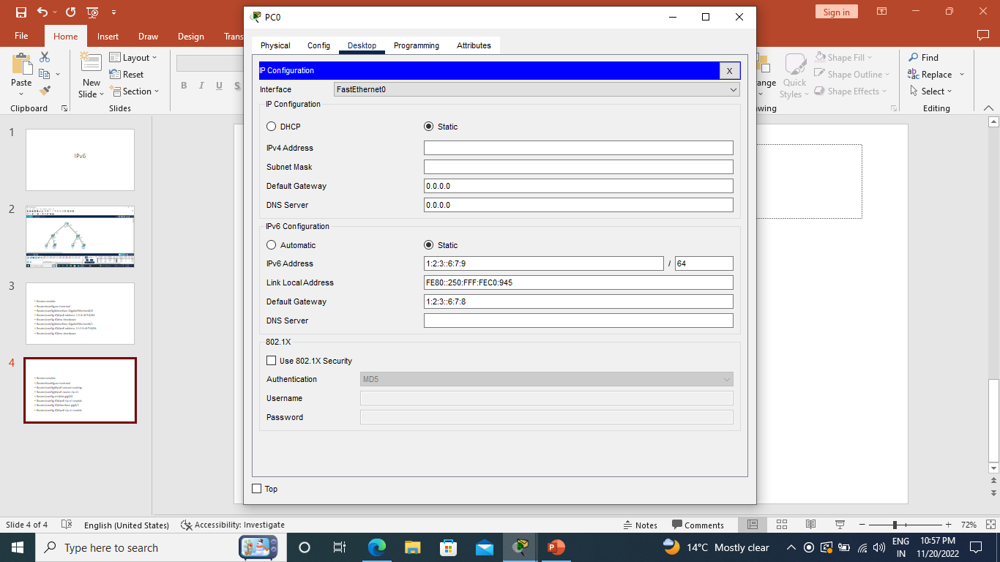 PC0
Sign in
File
Home
Insert
Draw
Design
Trans
Physical
Config
Desktop
Programming
Attributes
Paste
Clipboard
New
Slide
Layout
Reset
Section
Slides
B I U S
IP Configuration
X
Interface
FastEthernet0
IP Configuration
DHCP
Static
IPv4 Address
Subnet Mask
Default Gateway
0.0.0.0
DNS Server
0.0.0.0
IPv6 Configuration
Automatic
Static
IPv6 Address
1:2:3::6:7:9
/
64
Link Local Address
FE80::250:FFF:FEC0:945
Default Gateway
1:2:3::6:7:8
DNS Server
802.1X
Use 802.1X Security
Authentication
MD5
Username
Password
Top
ange
Quick
Styles
Shape Fill
Shape Outline
Shape Effects
wing
Find
Replace
Select
Editing
1
IPv6
2
3
4
Slide 4 of 4
English (United States)
Accessibility: Investigate
Notes
Comments
72%
Type here to search
14°C Mostly clear
ENG
IN
10:57 PM
11/20/2022